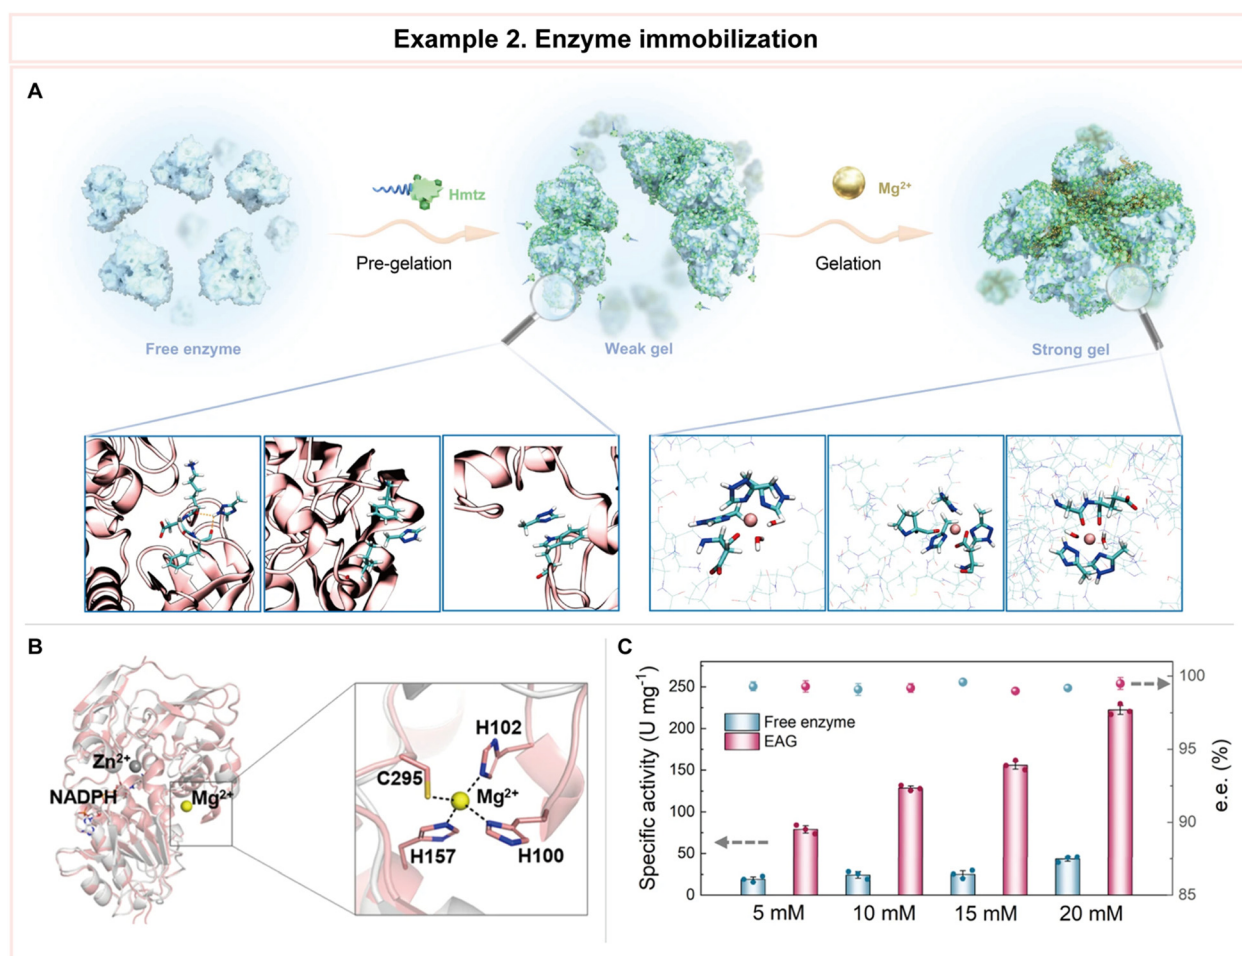 Example 2. Enzyme immobilization
A
Hmtz
Mg²⁺
Pre-gelation
Gelation
Free enzyme
Weak gel
Strong gel
B
Zn²⁺
NADPH
Mg²⁺
H102
C295
Mg²⁺
H157
H100
C
Specific activity (U mg⁻¹)
250
200
150
100
50
0
Free enzyme
EAG
100
95
90
85
e.e. (%)
5 mM
10 mM
15 mM
20 mM